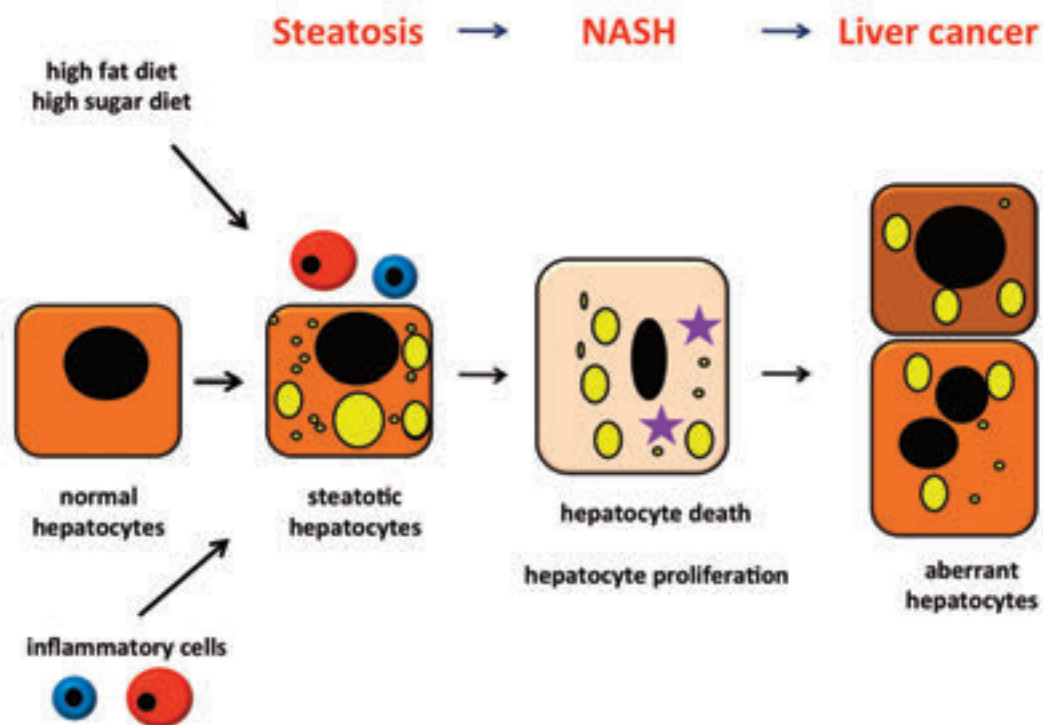 Steatosis → NASH → Liver cancer
high fat diet
high sugar diet
normal
hepatocytes
steatotic
hepatocytes
hepatocyte death
hepatocyte proliferation
aberrant
hepatocytes
inflammatory cells